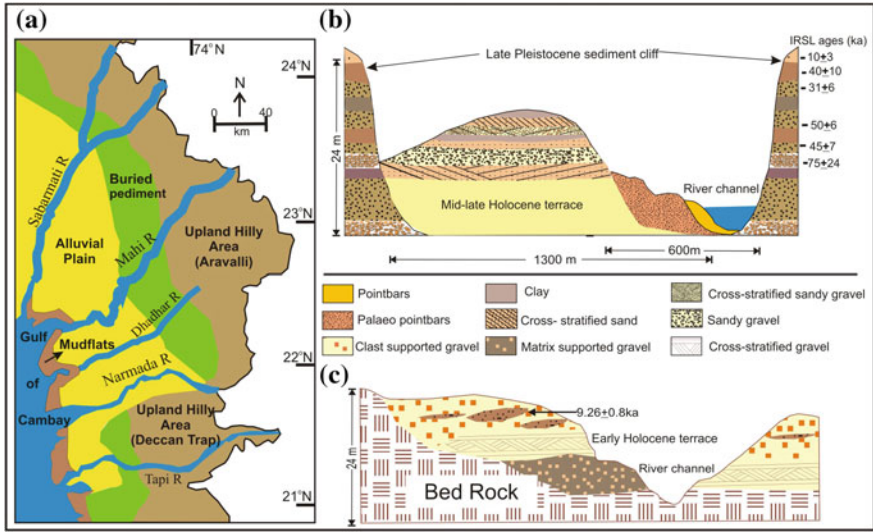 (a)
74°N
24°N
N
0 40
km
Sabarmati R
Buried
pediment
23°N
Mahi R
Upland Hilly
Area
(Aravalli)
Alluvial
Plain
Dhadhar R
Gulf
Mudflats
22°N
of
Narmada R
Cambay
Upland Hilly
Area
(Deccan Trap)
Tapi R
21°N
(b)
IRSL ages (ka)
Late Pleistocene sediment cliff
10±3
40±10
31±6
50±6
45±7
75±24
24 m
River channel
Mid-late Holocene terrace
600m
1300 m
Pointbars
Clay
Cross-stratified sandy gravel
Palaeo pointbars
Cross- stratified sand
Sandy gravel
Clast supported gravel
Matrix supported gravel
Cross-stratified gravel
(c)
9.26±0.8ka
Early Holocene terrace
24 m
River channel
Bed Rock